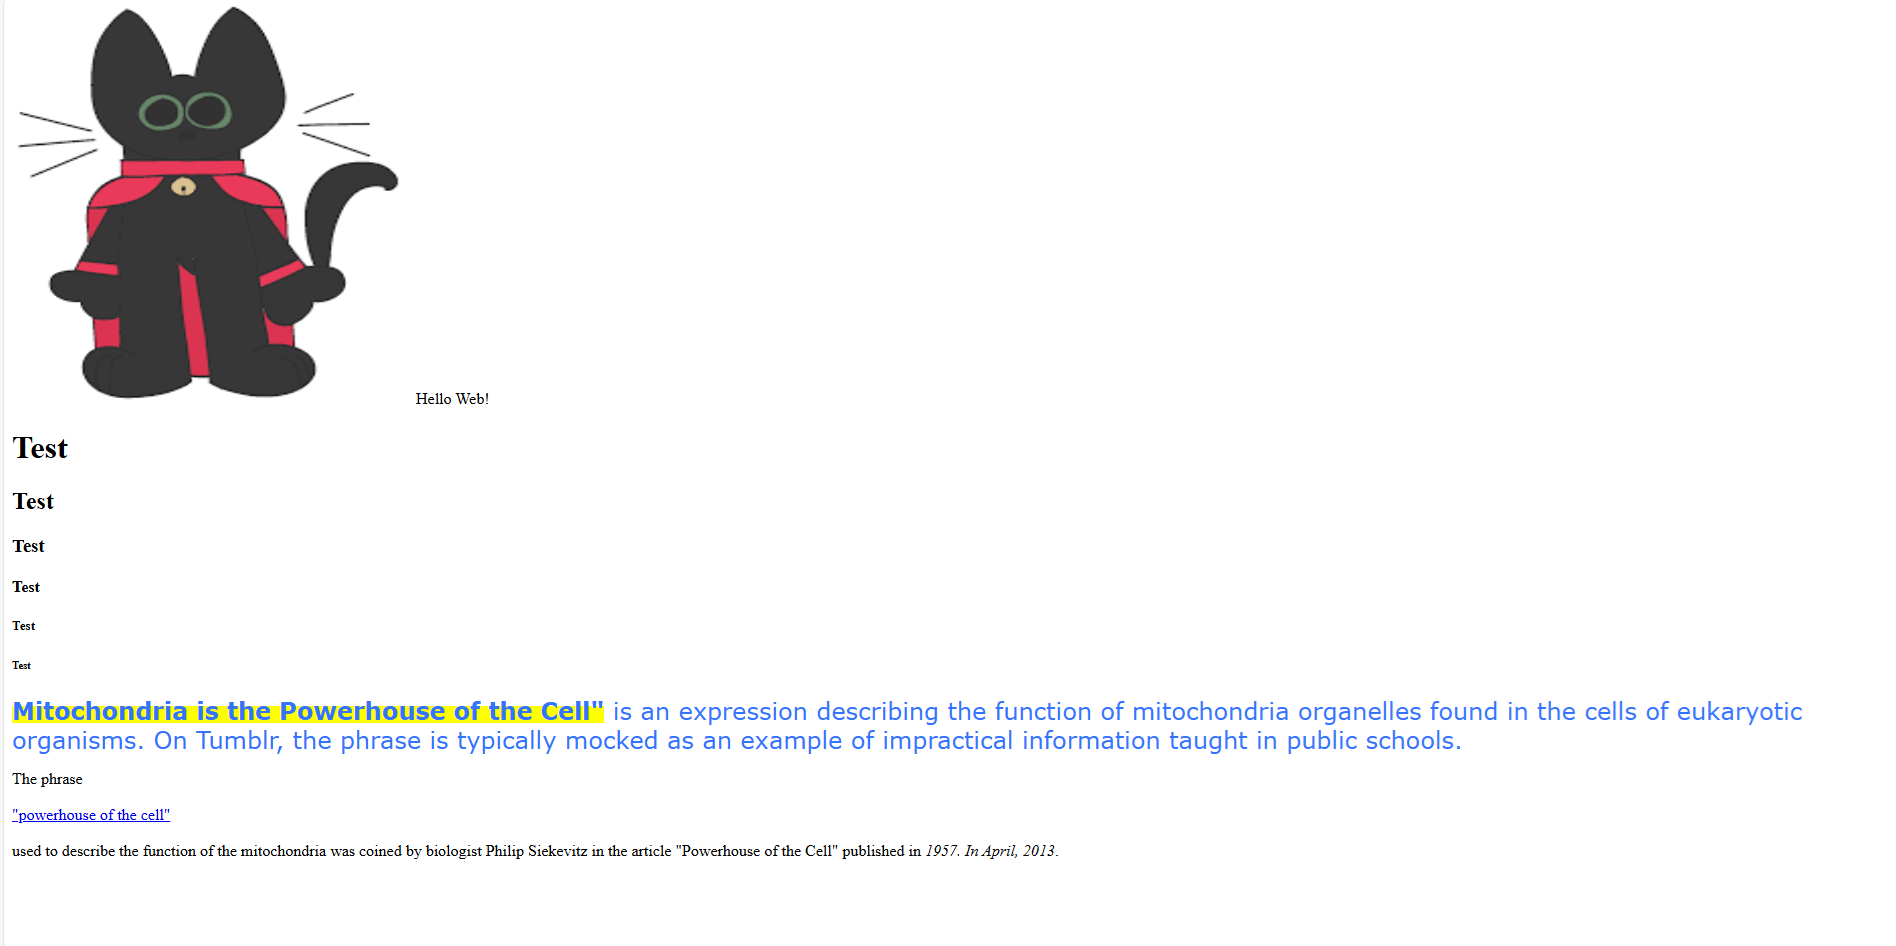 Hello Web!
Test
Test
Test
Test
Test
Test
Mitochondria is the Powerhouse of the Cell" is an expression describing the function of mitochondria organelles found in the cells of eukaryotic
organisms. On Tumblr, the phrase is typically mocked as an example of impractical information taught in public schools.
The phrase
"powerhouse of the cell"
used to describe the function of the mitochondria was coined by biologist Philip Siekevitz in the article "Powerhouse of the Cell" published in 1957. In April, 2013.